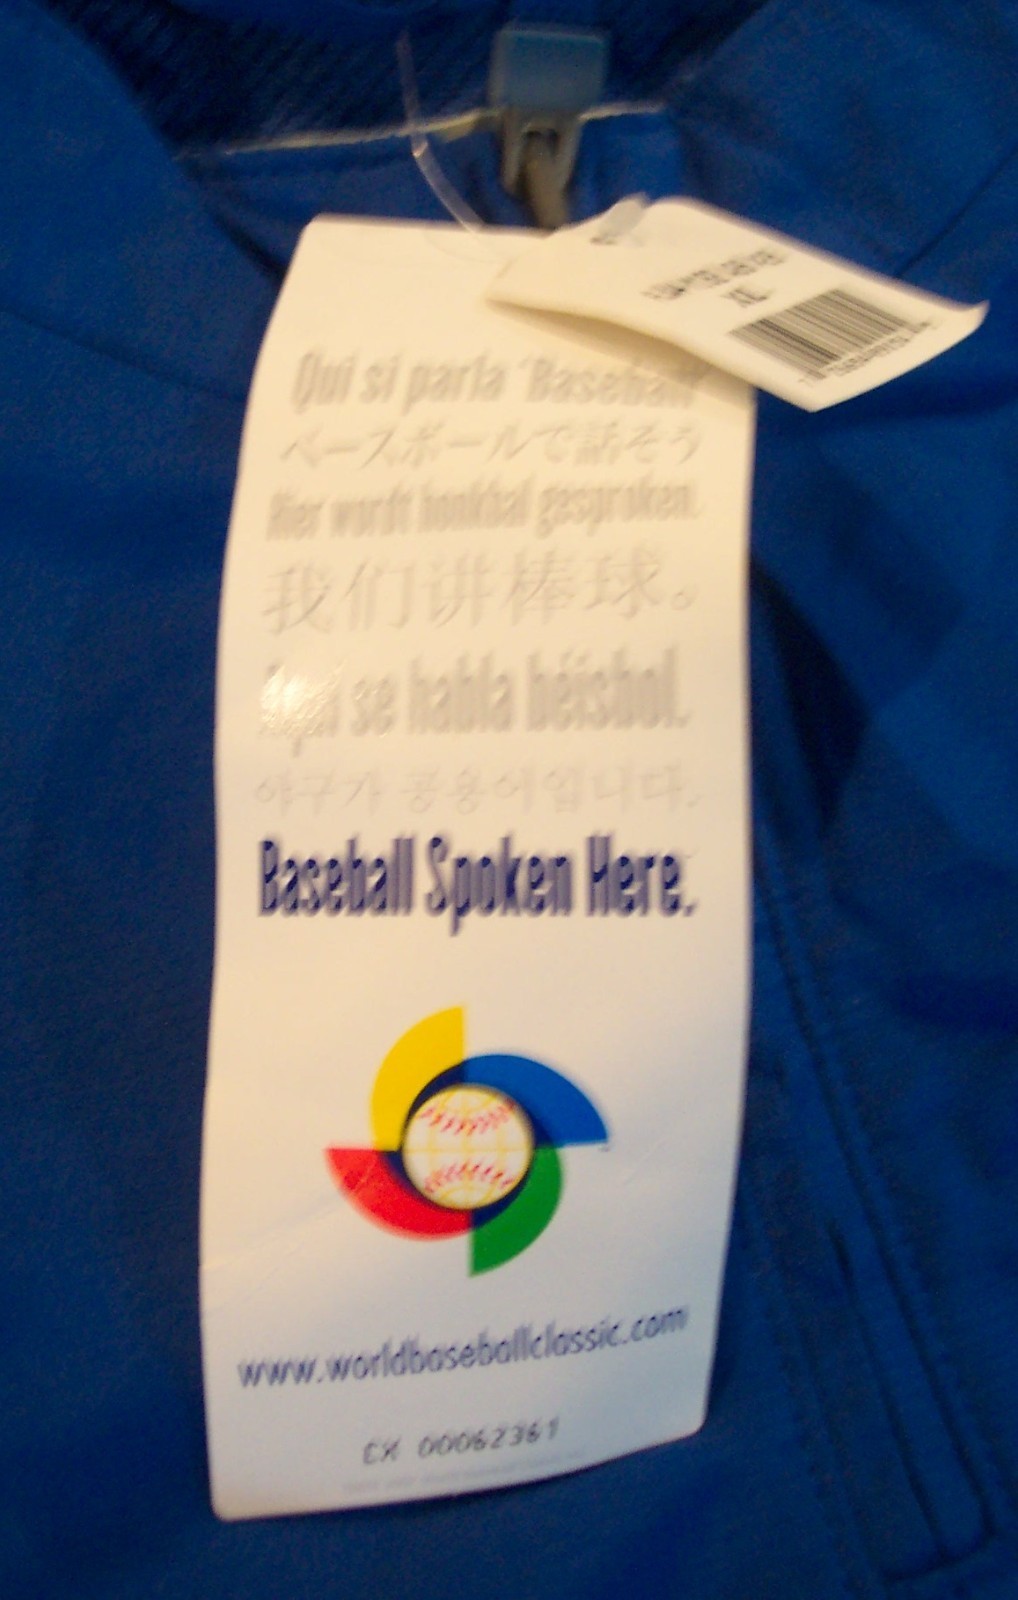 XL
Qui si parla "Baseball"
ベースボールで話そう
Hier wordt honkbal gesproken.
我们讲棒球。
Aquí se habla béisbol.
야구가 공용어입니다.
Baseball Spoken Here.
www.worldbaseballclassic.com
EX 00062361